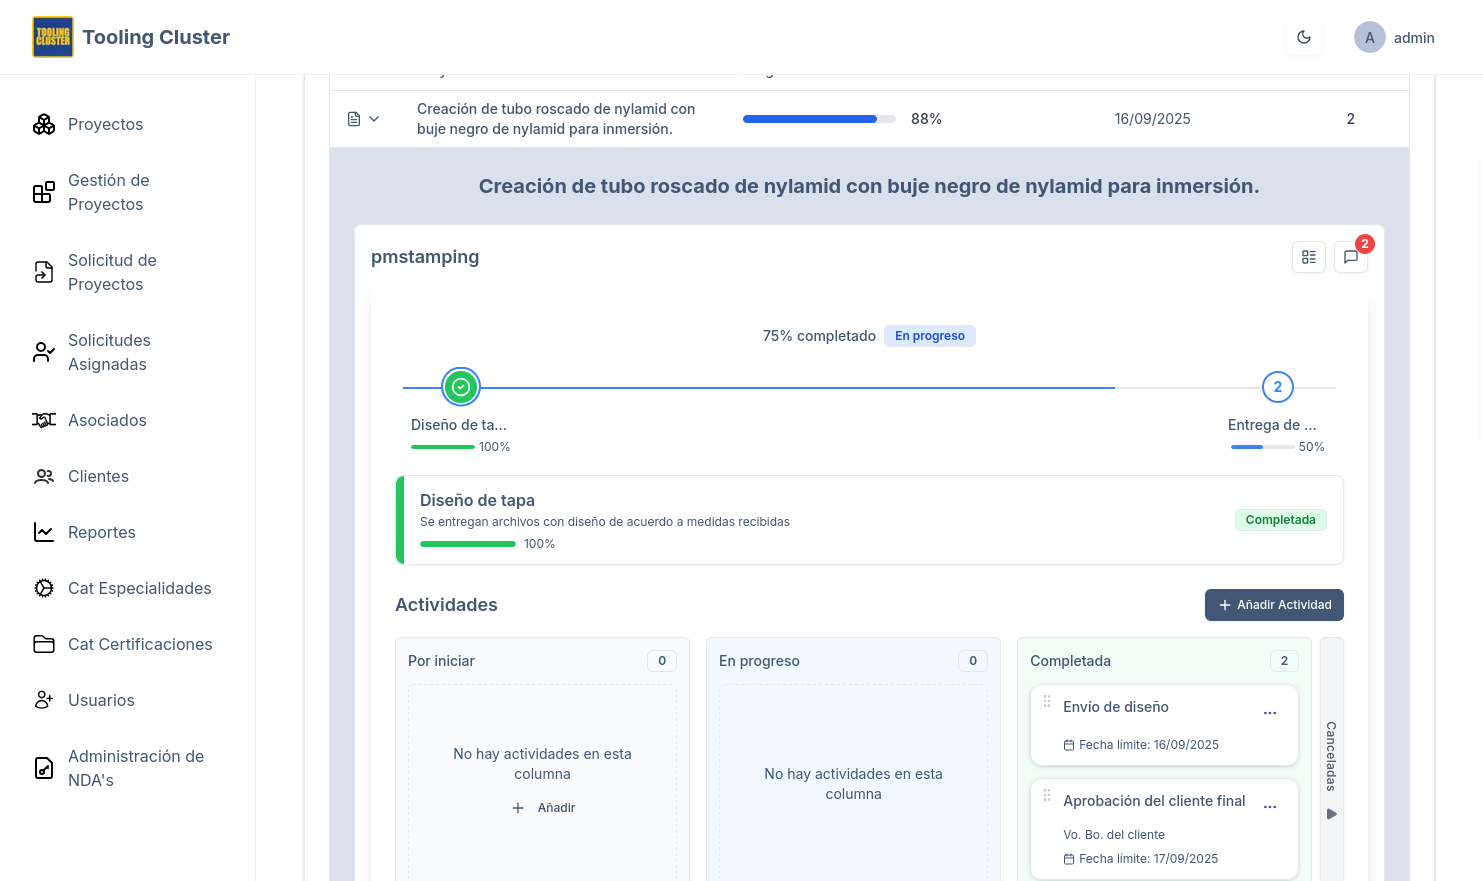 TOOLING
CLUSTER
Tooling Cluster
A
admin
Proyectos
Gestión de
Proyectos
Solicitud de
Proyectos
Solicitudes
Asignadas
Asociados
Clientes
Reportes
Cat Especialidades
Cat Certificaciones
Usuarios
Administración de
NDA's
Creación de tubo roscado de nylamid con
buje negro de nylamid para inmersión.
88%
16/09/2025
2
Creación de tubo roscado de nylamid con buje negro de nylamid para inmersión.
pmstamping
2
75% completado
En progreso
2
Diseño de ta...
100%
Entrega de ...
50%
Diseño de tapa
Se entregan archivos con diseño de acuerdo a medidas recibidas
100%
Completada
Actividades
Añadir Actividad
Por iniciar
0
No hay actividades en esta
columna
Añadir
En progreso
0
No hay actividades en esta
columna
Completada
2
Envío de diseño
...
Fecha límite: 16/09/2025
Aprobación del cliente final
...
Vo. Bo. del cliente
Fecha límite: 17/09/2025
Canceladas